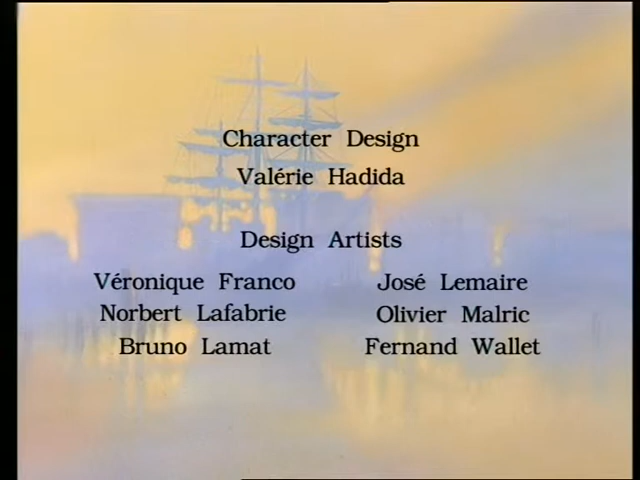 Character Design
Valérie Hadida
Design Artists
Véronique Franco José Lemaire
Norbert Lafabrie Olivier Malric
Bruno Lamat Fernand Wallet